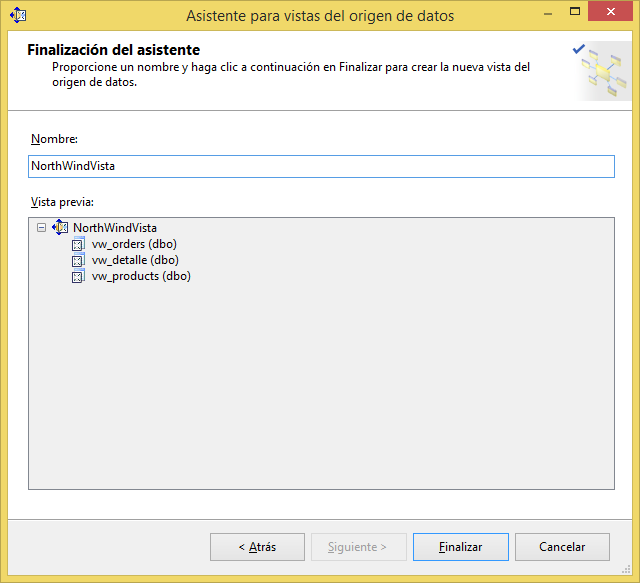 Asistente para vistas del origen de datos
Finalización del asistente
Proporcione un nombre y haga clic a continuación en Finalizar para crear la nueva vista del
origen de datos.
Nombre:
NorthWindVista
Vista previa:
NorthWindVista
vw_orders (dbo)
vw_detalle (dbo)
vw_products (dbo)
< Atrás
Siguiente >
Finalizar
Cancelar